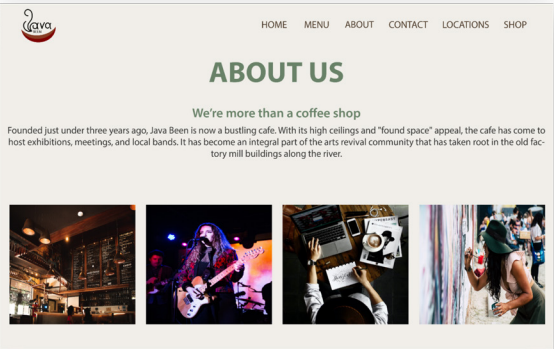 Java
BEEN
HOME MENU ABOUT CONTACT LOCATIONS SHOP
ABOUT US
We're more than a coffee shop
Founded just under three years ago, Java Been is now a bustling cafe. With its high ceilings and "found space" appeal, the cafe has come to
host exhibitions, meetings, and local bands. It has become an integral part of the arts revival community that has taken root in the old fac-
tory mill buildings along the river.